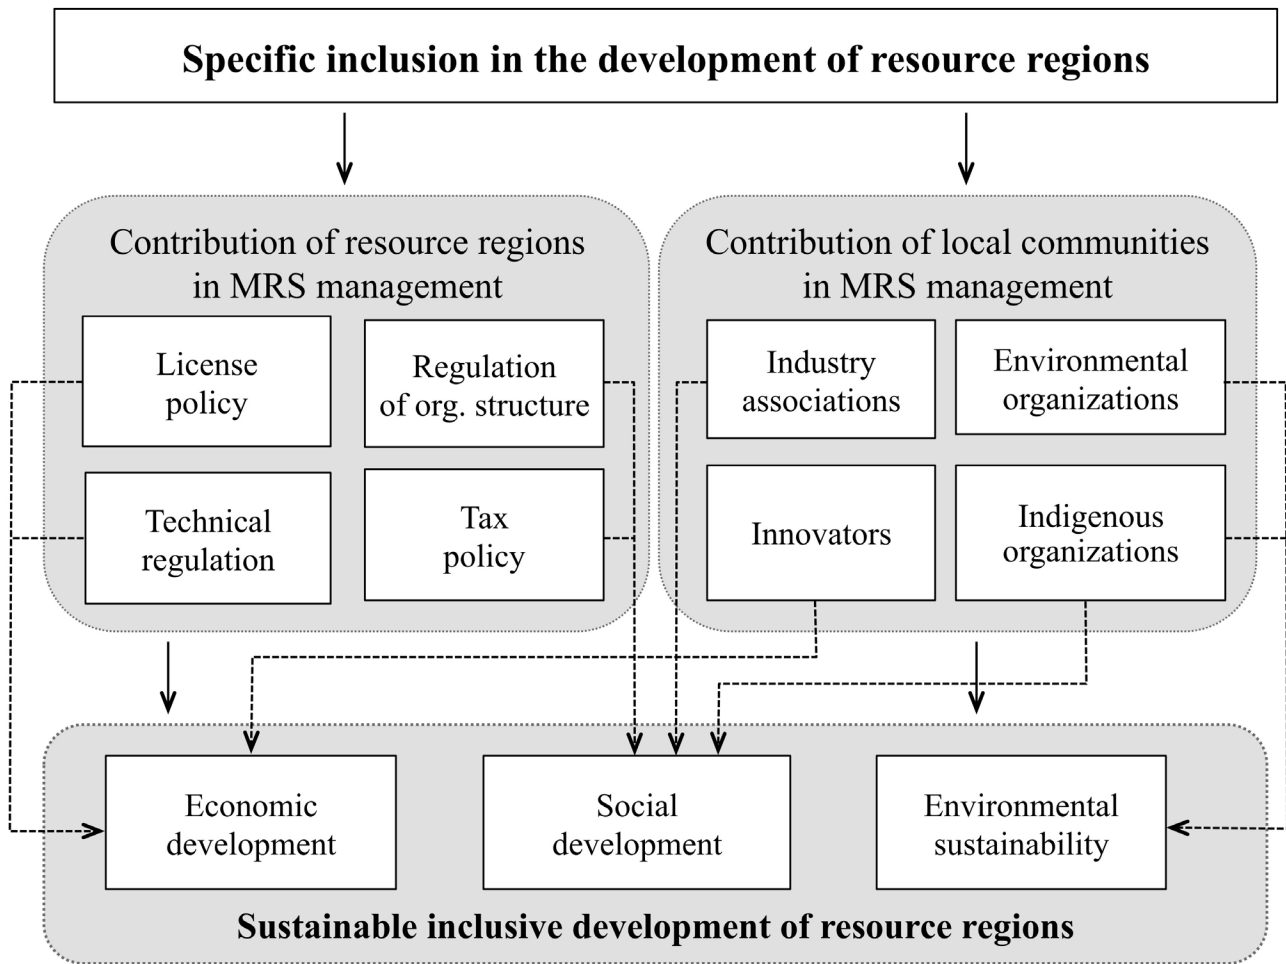 Specific inclusion in the development of resource regions
Contribution of resource regions
in MRS management
License
policy
Regulation
of org. structure
Technical
regulation
Tax
policy
Contribution of local communities
in MRS management
Industry
associations
Environmental
organizations
Innovators
Indigenous
organizations
Economic
development
Social
development
Environmental
sustainability
Sustainable inclusive development of resource regions